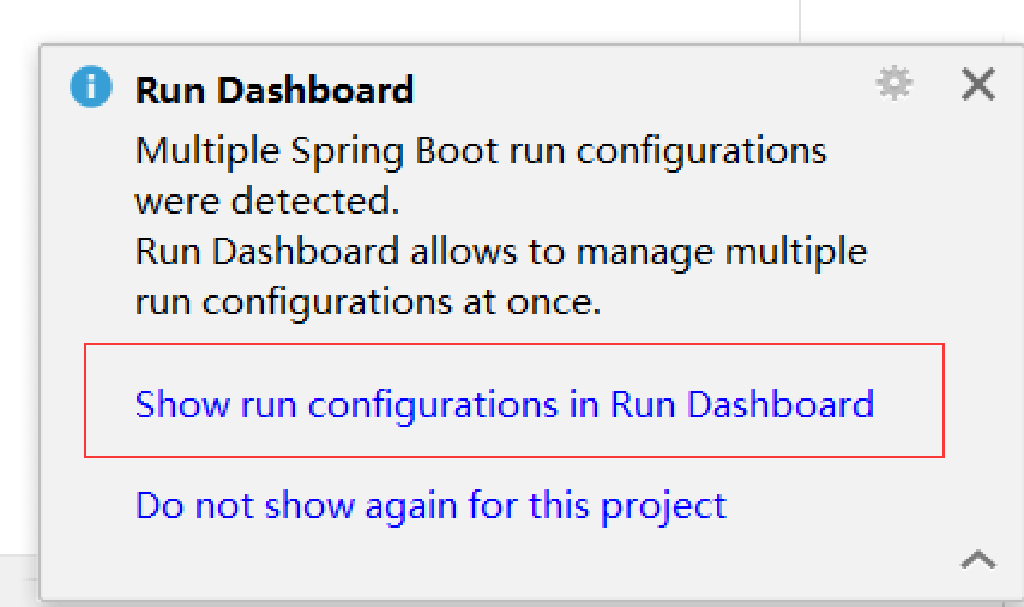 Run Dashboard
Multiple Spring Boot run configurations
were detected.
Run Dashboard allows to manage multiple
run configurations at once.
Show run configurations in Run Dashboard
Do not show again for this project